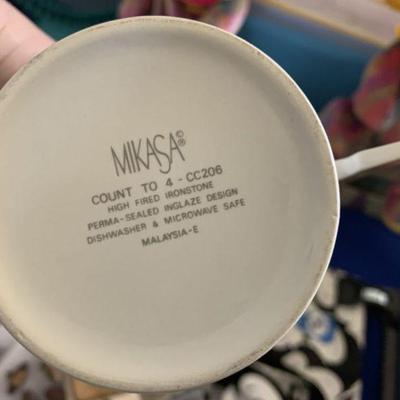 MIKASA©®
COUNT TO 4 - CC206
HIGH FIRED IRONSTONE
PERMA-SEALED INGLAZE DESIGN
DISHWASHER & MICROWAVE SAFE
MALAYSIA-E